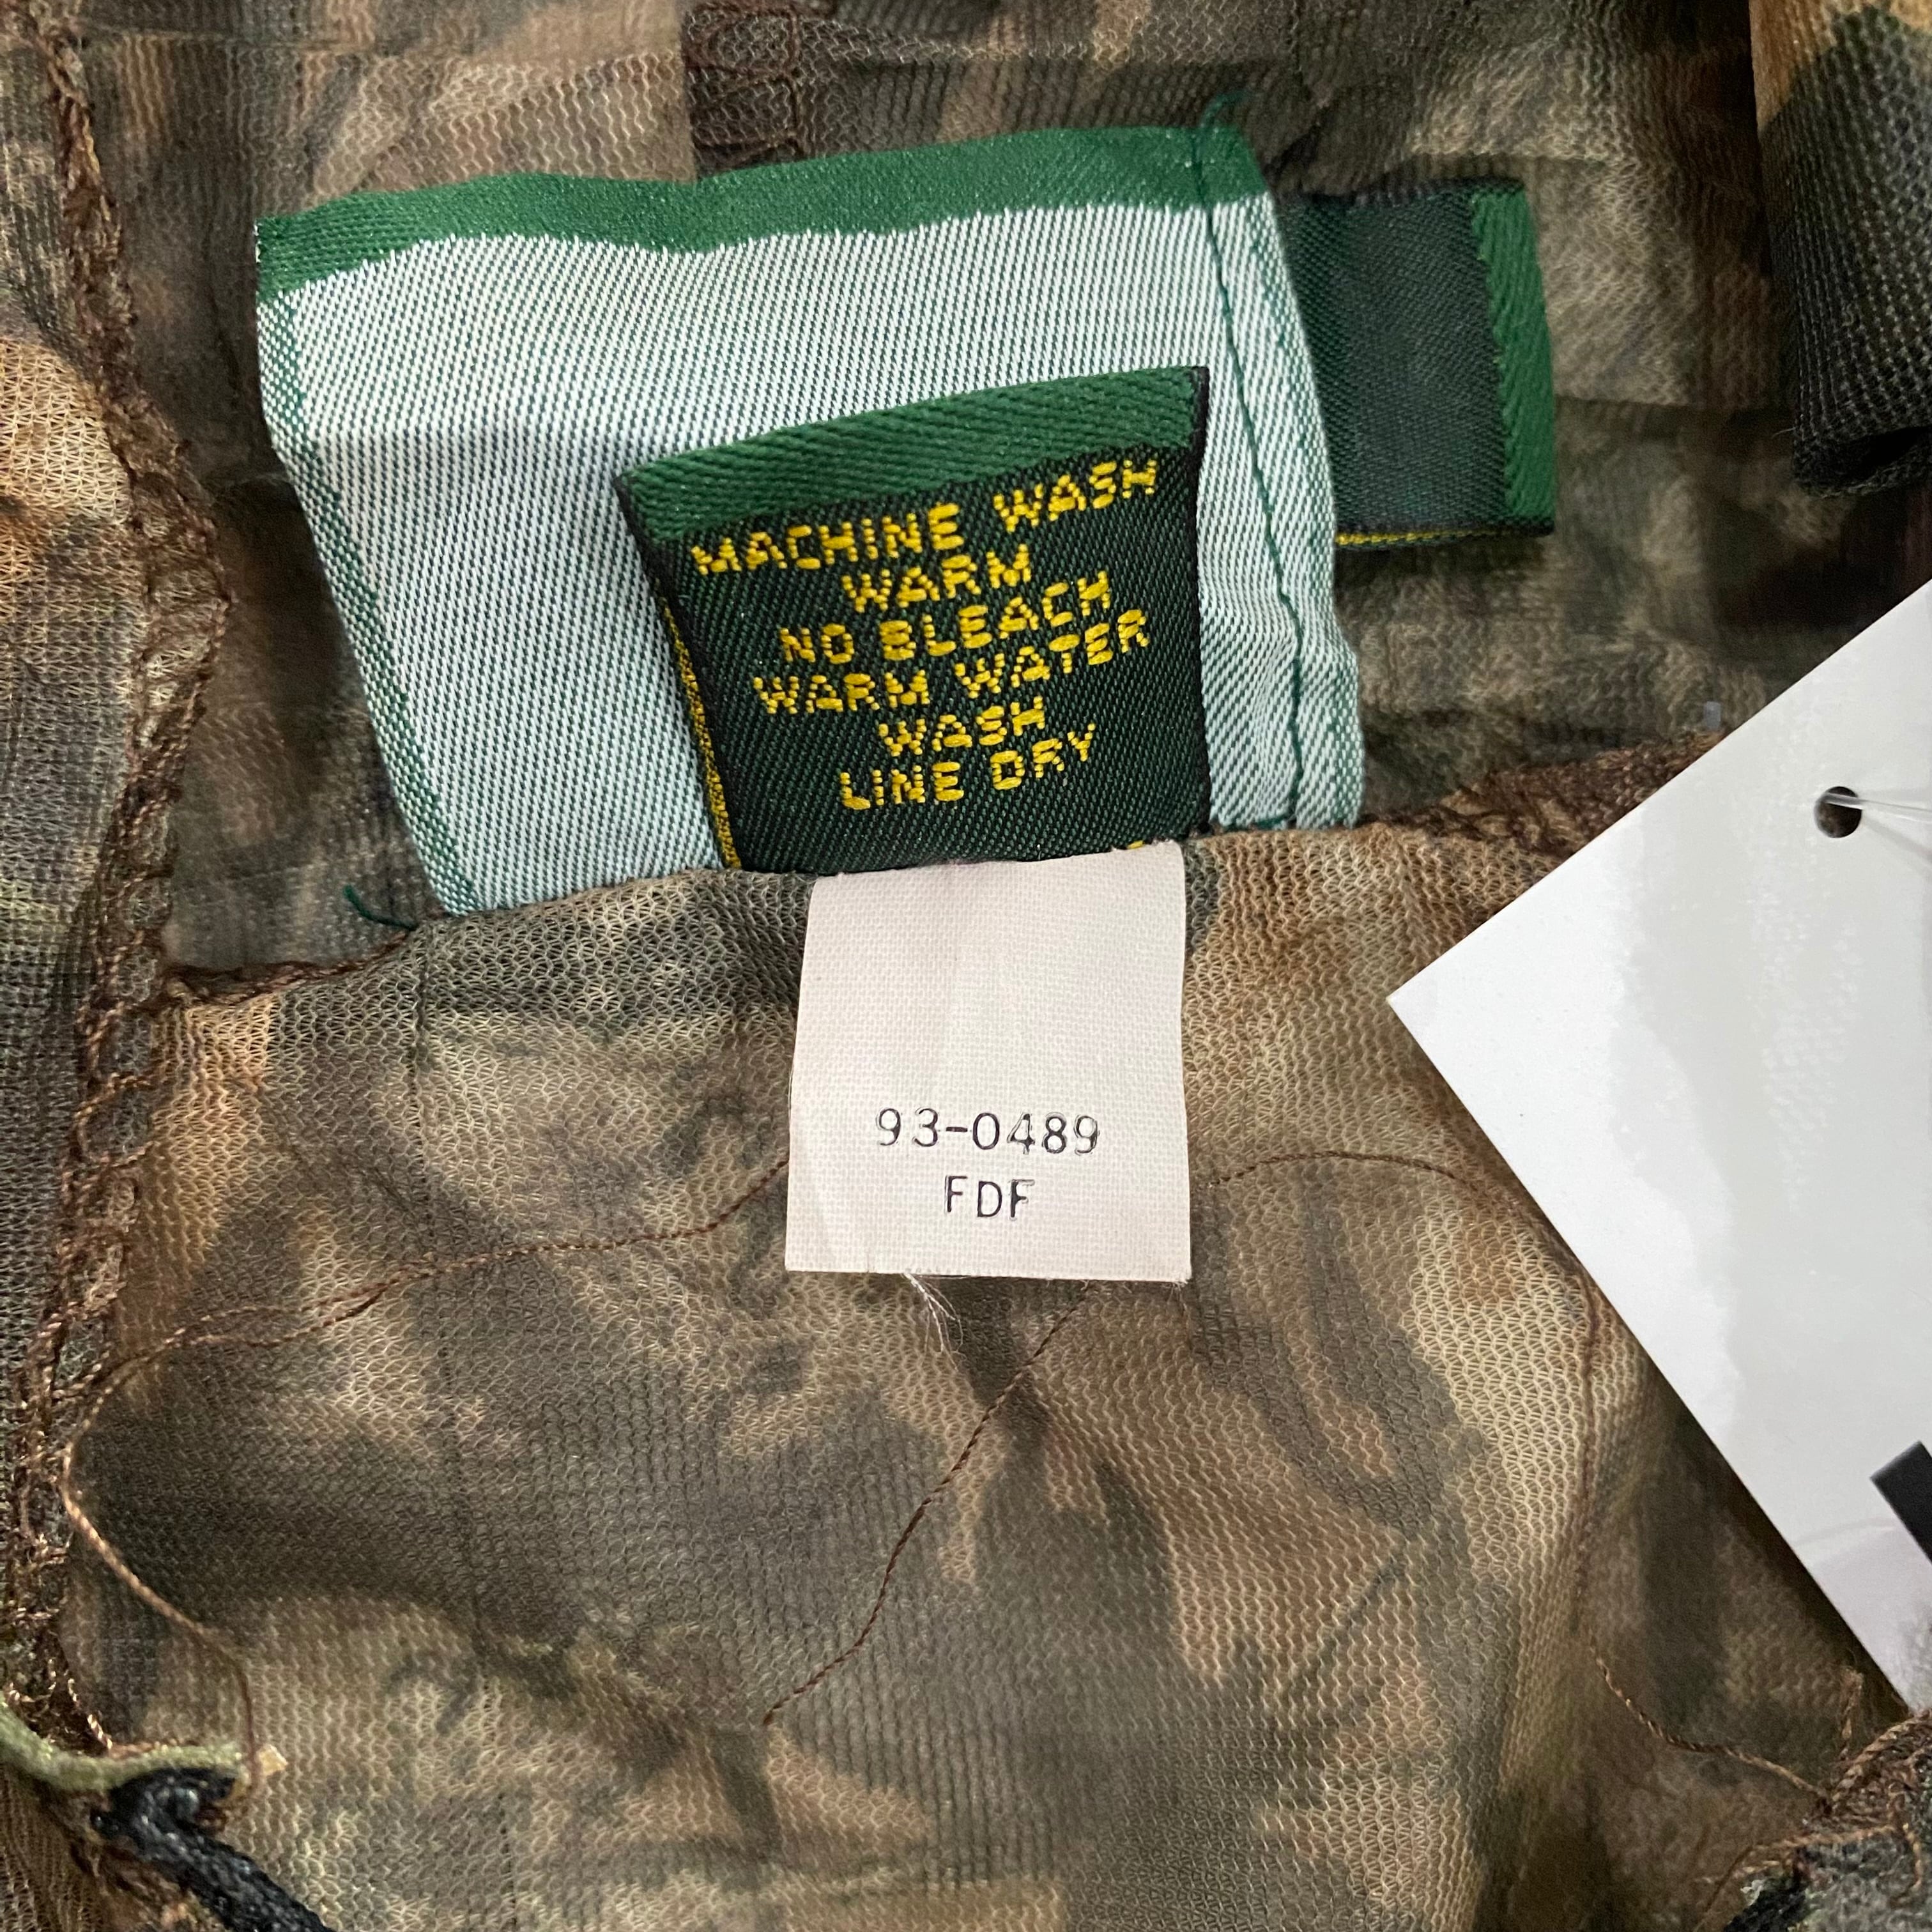 MACHINE WASH
WARM
NO BLEACH
WARM WATER
WASH
LINE DRY
93-0489
FDF